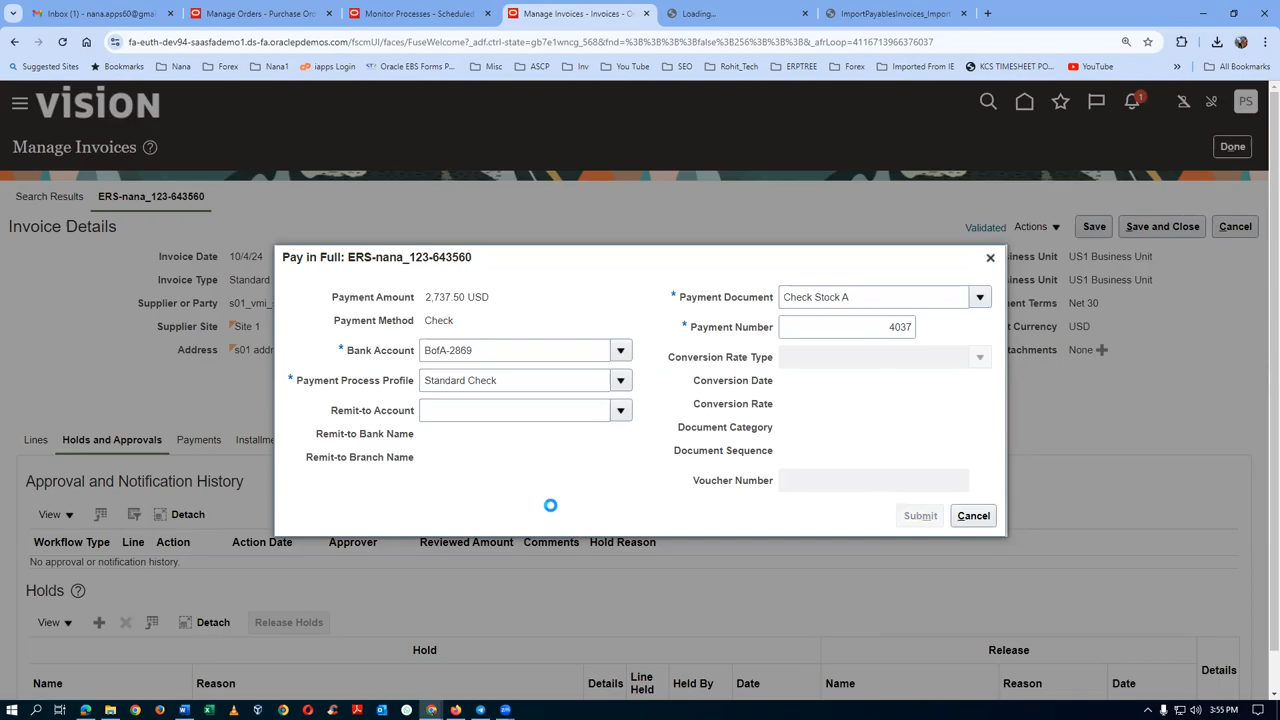 Inbox (1) - nana.apps60@gmail
Manage Orders - Purchase Or
Monitor Processes - Scheduled
Manage Invoices - Invoices - O
Loading...
ImportPayablesInvoices_Import
fa-euth-dev94-saasfademo1.ds-fa.oraclepdemos.com/fscmUI/faces/FuseWelcome?_adf.ctrl-state=gb7e1wncg_568&fnd=%3B%3B%3B%3Bfalse%3B256%3B%3B%3B&_afrLoop=4116713966376037
Suggested Sites
Bookmarks
Nana
Forex
Nana1
iapps Login
Oracle EBS Forms P...
Misc
ASCP
Inv
You Tube
SEO
Rohit_Tech
ERPTREE
Forex
Imported From IE
KCS TIMESHEET PO...
YouTube
All Bookmarks
VISION
1
PS
Manage Invoices
Done
Search Results
ERS-nana_123-643560
Invoice Details
Validated
Actions
Save
Save and Close
Cancel
Invoice Date 10/4/24
Invoice Type Standard
Supplier or Party s01_vmi_s
Supplier Site Site 1
Address s01 addr
siness Unit US1 Business Unit
siness Unit US1 Business Unit
ment Terms Net 30
nt Currency USD
tachments None
Pay in Full: ERS-nana_123-643560
Payment Amount 2,737.50 USD
Payment Method Check
* Bank Account BofA-2869
* Payment Process Profile Standard Check
Remit-to Account
Remit-to Bank Name
Remit-to Branch Name
* Payment Document Check Stock A
* Payment Number 4037
Conversion Rate Type
Conversion Date
Conversion Rate
Document Category
Document Sequence
Voucher Number
Submit
Cancel
Lines
Holds and Approvals
Payments
Installme
Approval and Notification History
View
Detach
Workflow Type
Line
Action
Action Date
Approver
Reviewed Amount
Comments
Hold Reason
No approval or notification history.
Holds
View
Detach
Release Holds
Hold
Release
Name
Reason
Details
Line Held
Held By
Date
Name
Reason
Date
Details
3:55 PM